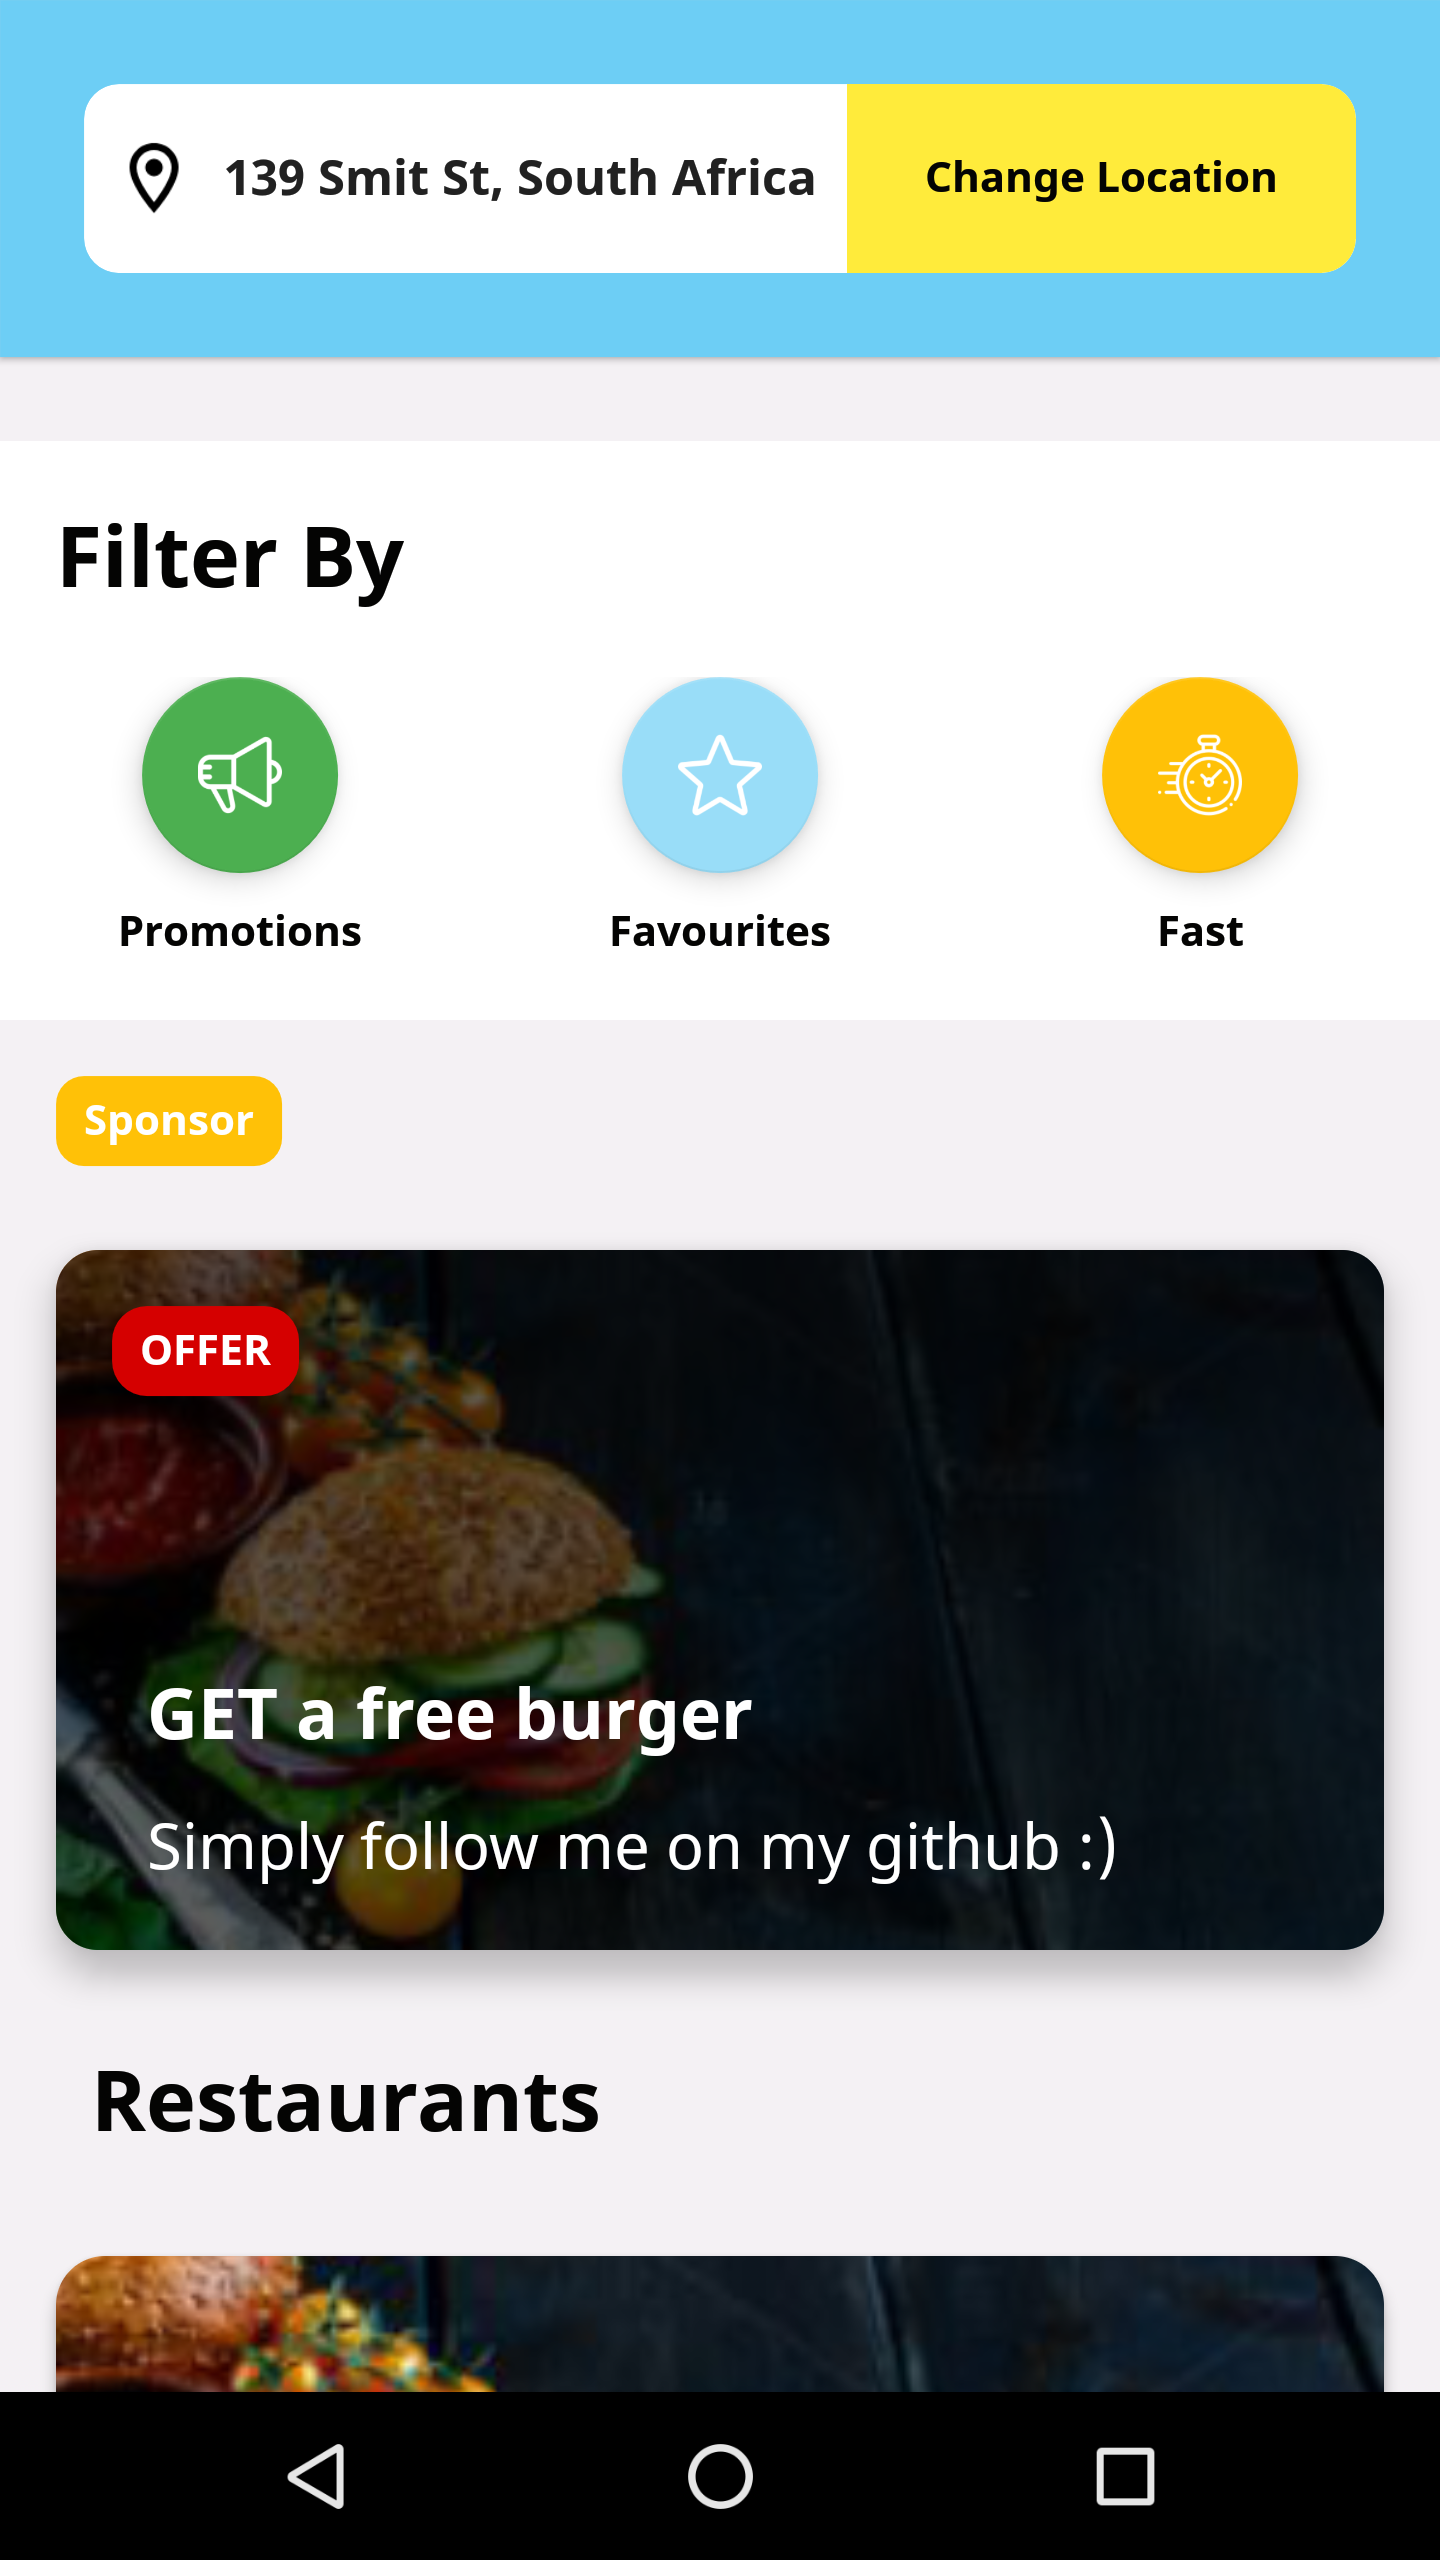 139 Smit St, South Africa
Change Location
Filter By
Promotions
Favourites
Fast
Sponsor
OFFER
GET a free burger
Simply follow me on my github :)
Restaurants